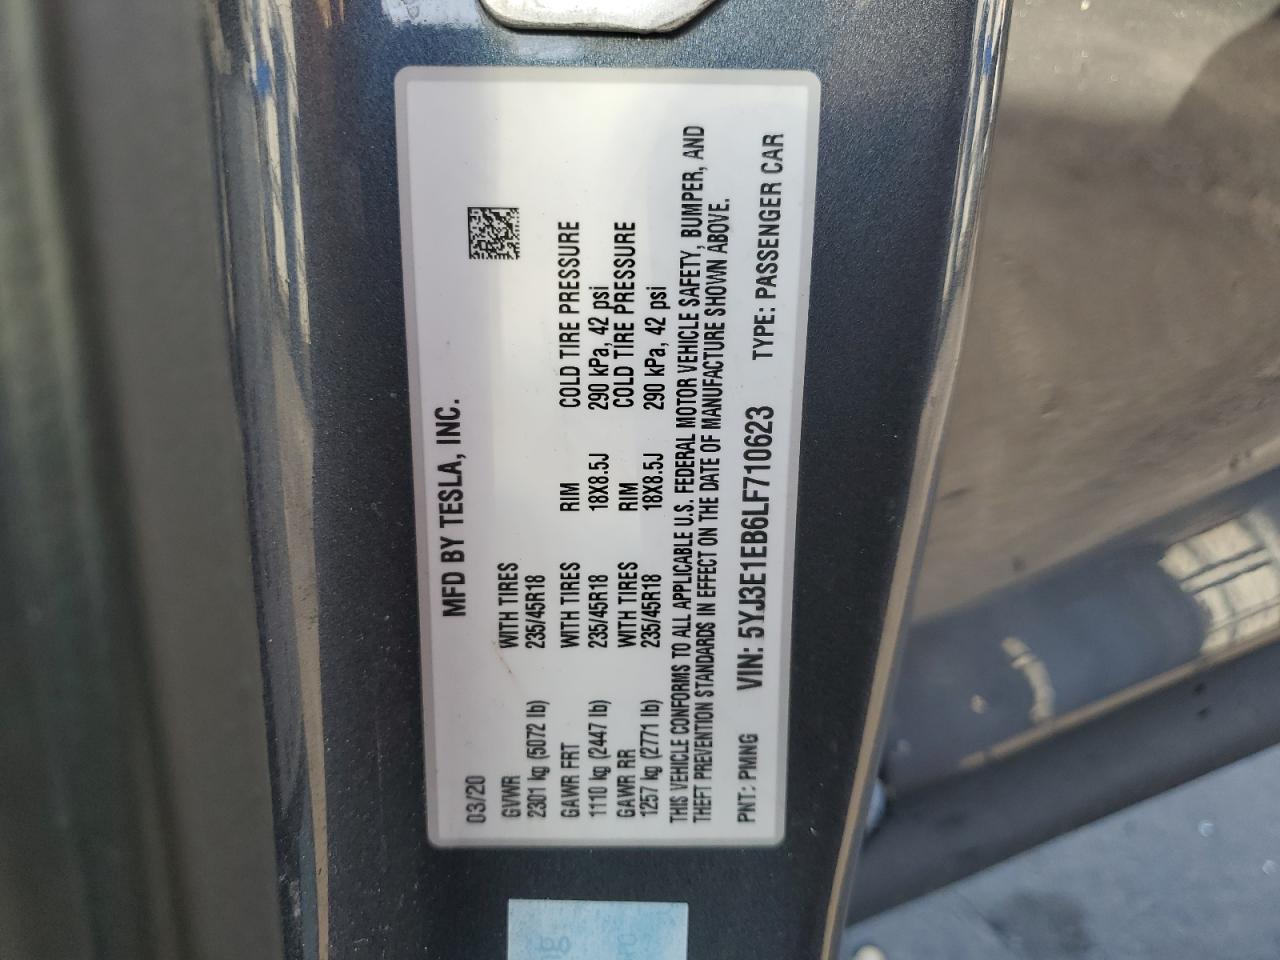 MFD BY TESLA, INC.
03/20
GVWR WITH TIRES
2301 kg (5072 lb) 235/45R18
GAWR FRT WITH TIRES RIM COLD TIRE PRESSURE
1110 kg (2447 lb) 235/45R18 18X8.5J 290 kPa, 42 psi
GAWR RR WITH TIRES RIM COLD TIRE PRESSURE
1257 kg (2771 lb) 235/45R18 18X8.5J 290 kPa, 42 psi
THIS VEHICLE CONFORMS TO ALL APPLICABLE U.S. FEDERAL MOTOR VEHICLE SAFETY, BUMPER, AND
THEFT PREVENTION STANDARDS IN EFFECT ON THE DATE OF MANUFACTURE SHOWN ABOVE.
PNT: PMNG VIN: 5YJ3E1EB6LF710623 TYPE: PASSENGER CAR